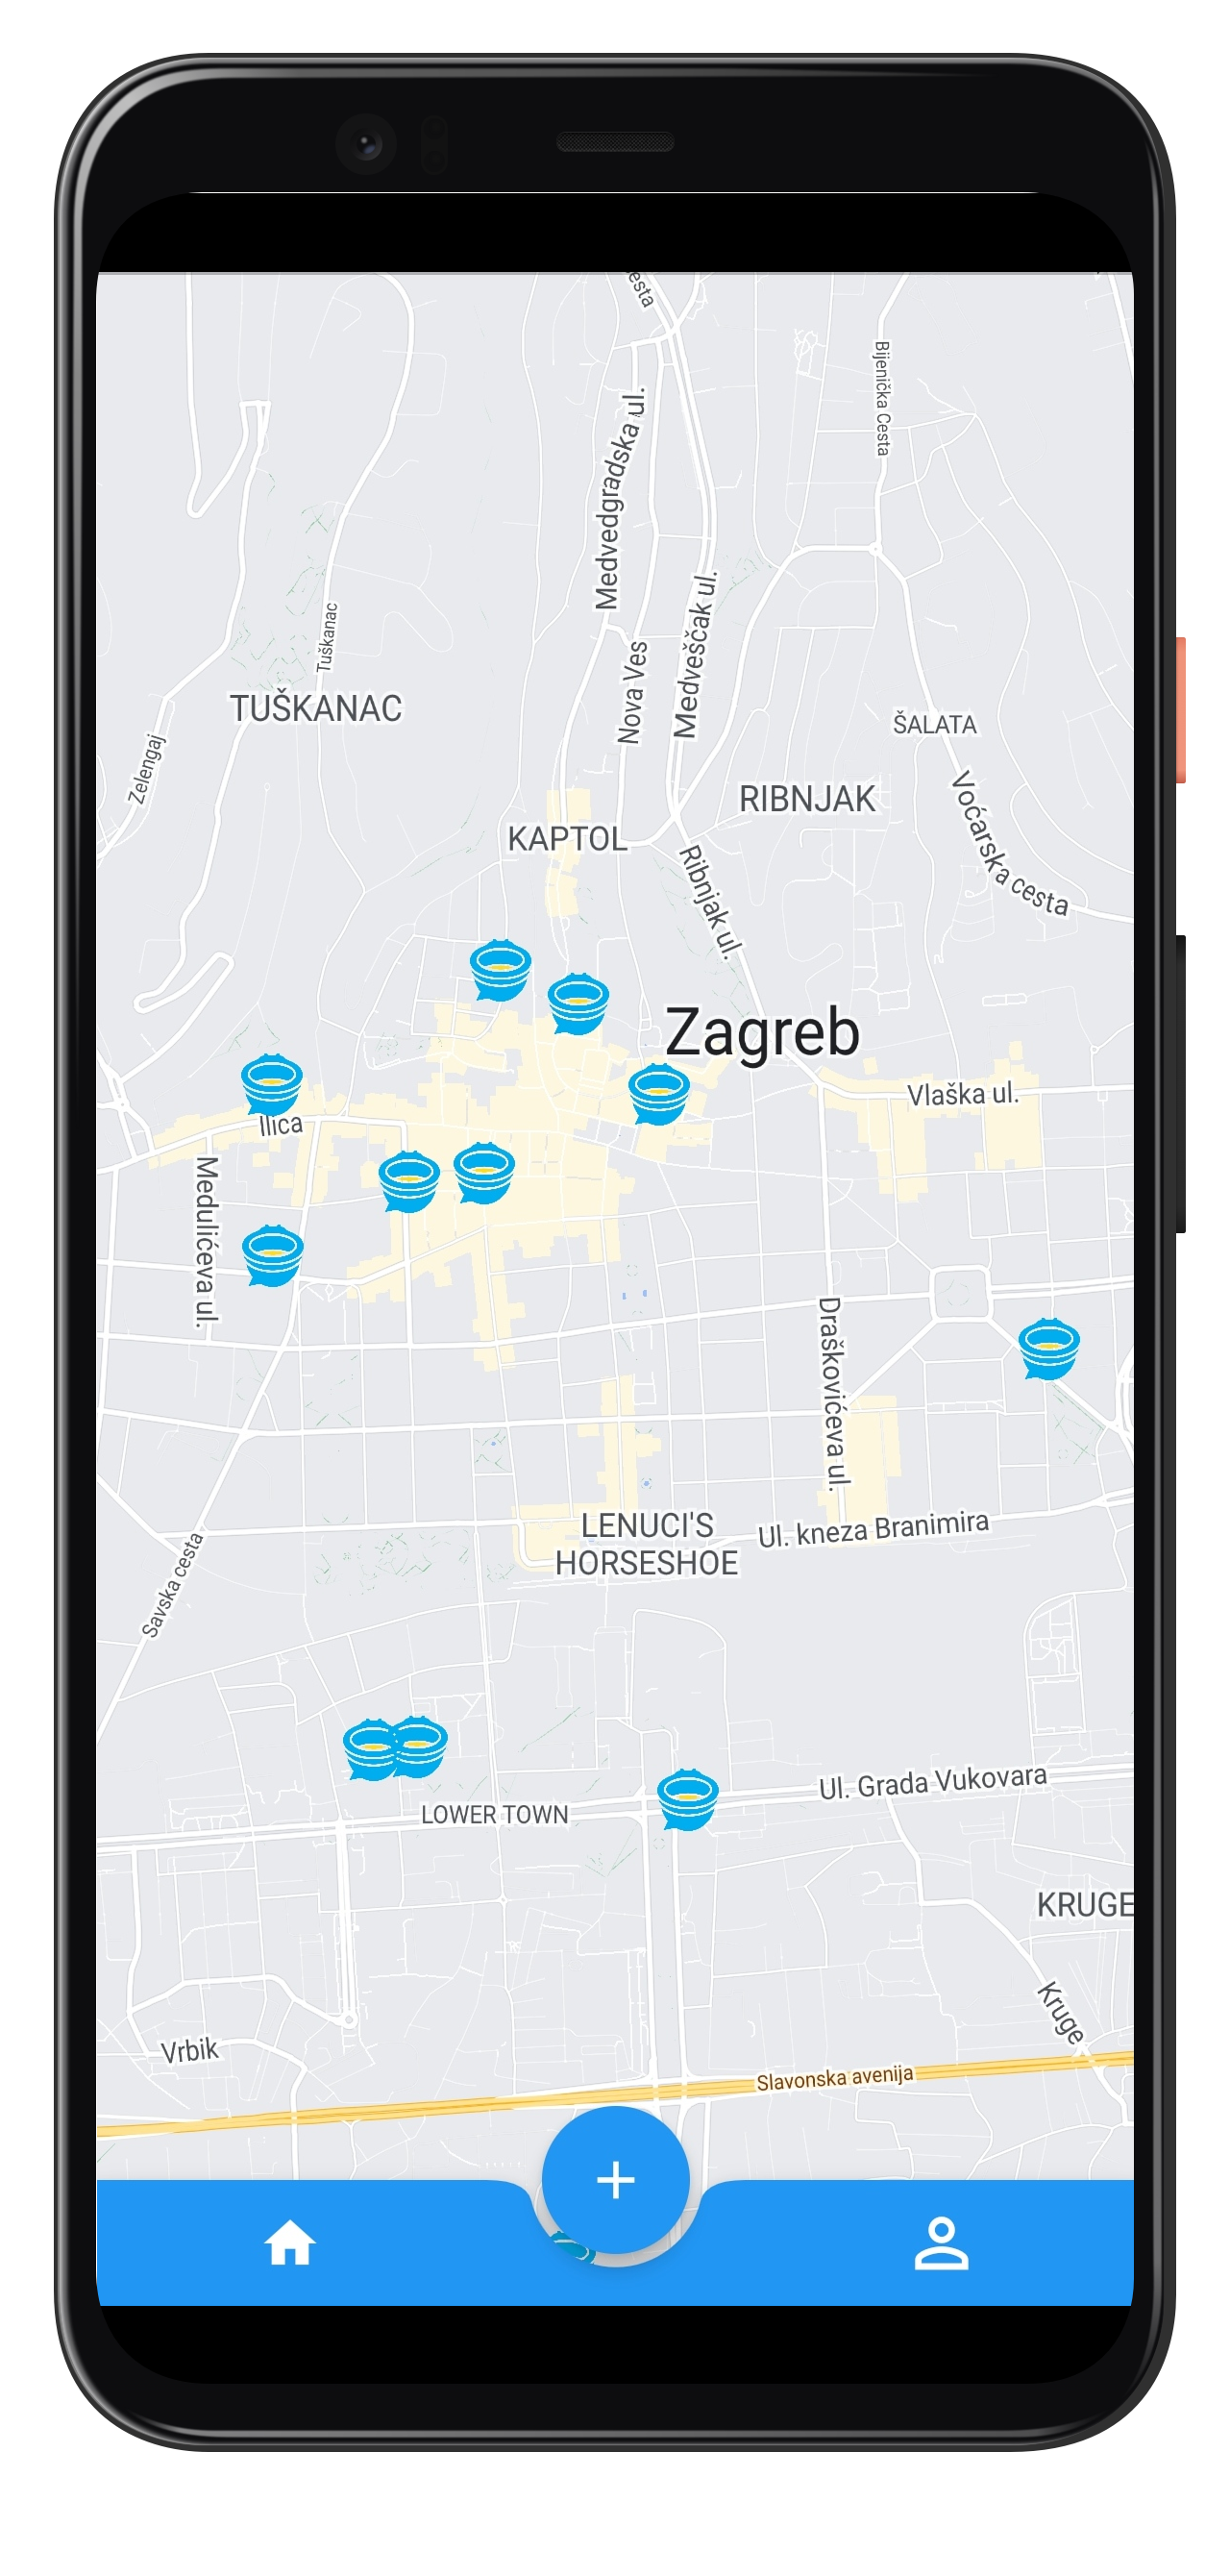 esta
Bijenička Cesta
Medvedgradska ul.
Medveščak ul.
Tuškanac
Nova Ves
TUŠKANAC
ŠALATA
Zelengaj
RIBNJAK
Voćarska cesta
KAPTOL
Ribnjak ul.
Zagreb
Vlaška ul.
Ilica
Medulićeva ul.
Draškovićeva ul.
LENUCI'S
HORSESHOE
Ul. kneza Branimira
Savska cesta
Ul. Grada Vukovara
LOWER TOWN
KRUGE
Kruge
Vrbik
Slavonska avenija